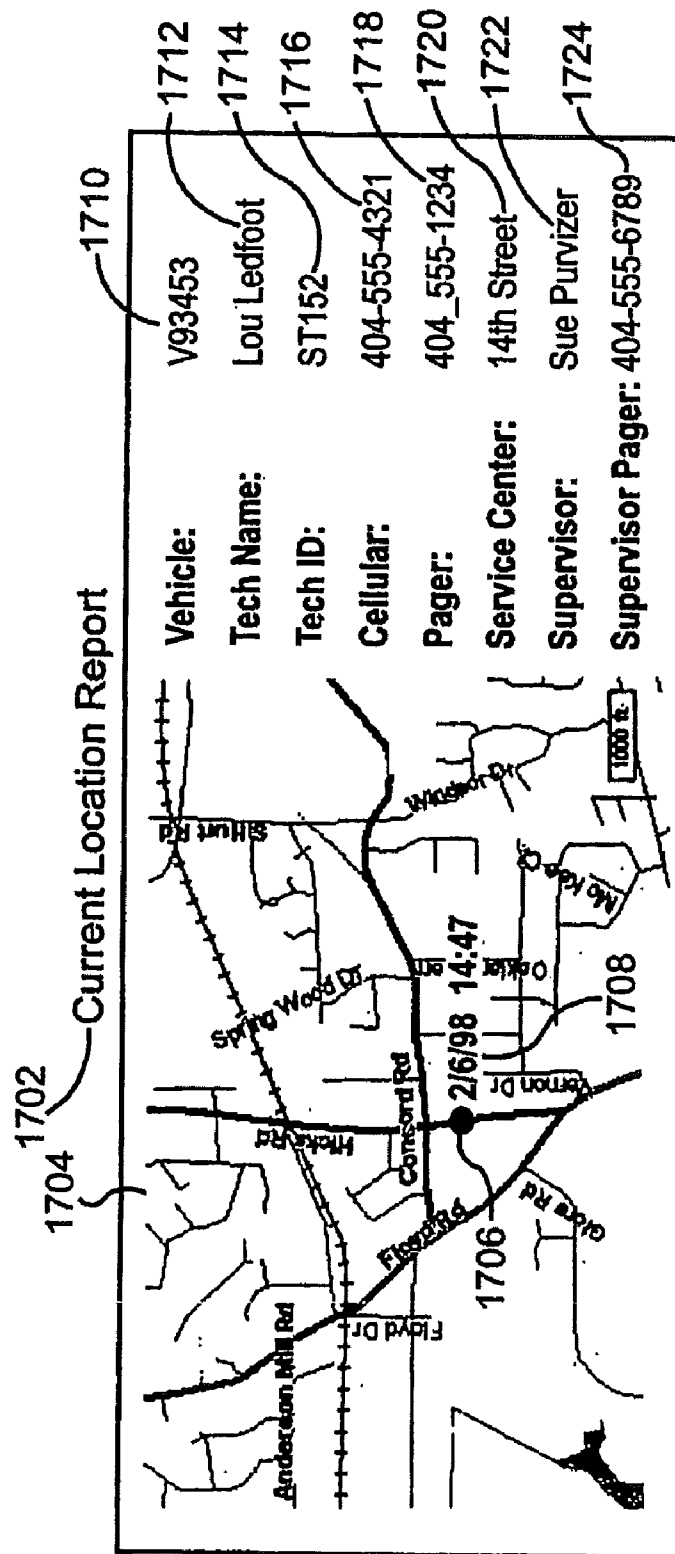 1702
Current Location Report
1704
1710
Vehicle: V93453
1712
Tech Name: Lou Ledfoot
1714
Tech ID: ST152
1716
Cellular: 404-555-4321
1718
Pager: 404_555-1234
1720
Service Center: 14th Street
1722
Supervisor: Sue Purvizer
1724
Supervisor Pager: 404-555-6789
Anderson Mill Rd
Floyd Dr
Floyd Rd
Hicks Rd
Concord Rd
Spring Wood Dr
S Hurt Rd
Windsor Dr
2/6/98 14:47
1706
1708
Vernon Dr
Glore Rd
1000 ft.